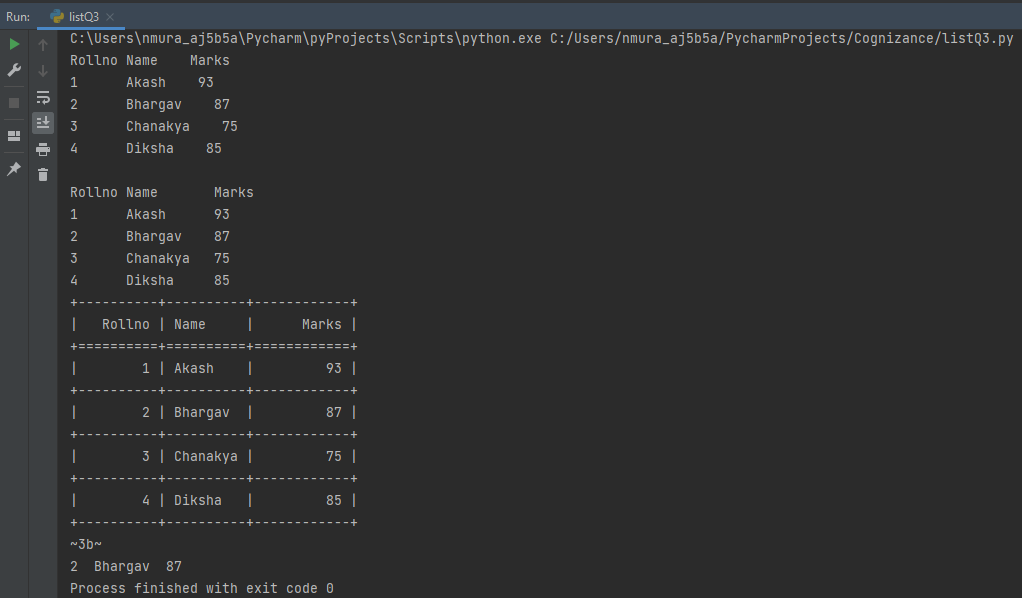 Run: listQ3
C:\Users\nmura_aj5b5a\Pycharm\pyProjects\Scripts\python.exe C:/Users/nmura_aj5b5a/PycharmProjects/Cognizance/listQ3.py
Rollno Name    Marks
1      Akash    93
2      Bhargav    87
3      Chanakya    75
4      Diksha    85

Rollno Name       Marks
1      Akash      93
2      Bhargav    87
3      Chanakya   75
4      Diksha     85
+----------+----------+------------+
|   Rollno | Name     |      Marks |
+==========+==========+============+
|        1 | Akash    |         93 |
+----------+----------+------------+
|        2 | Bhargav  |         87 |
+----------+----------+------------+
|        3 | Chanakya |         75 |
+----------+----------+------------+
|        4 | Diksha   |         85 |
+----------+----------+------------+
~3b~
2  Bhargav  87
Process finished with exit code 0